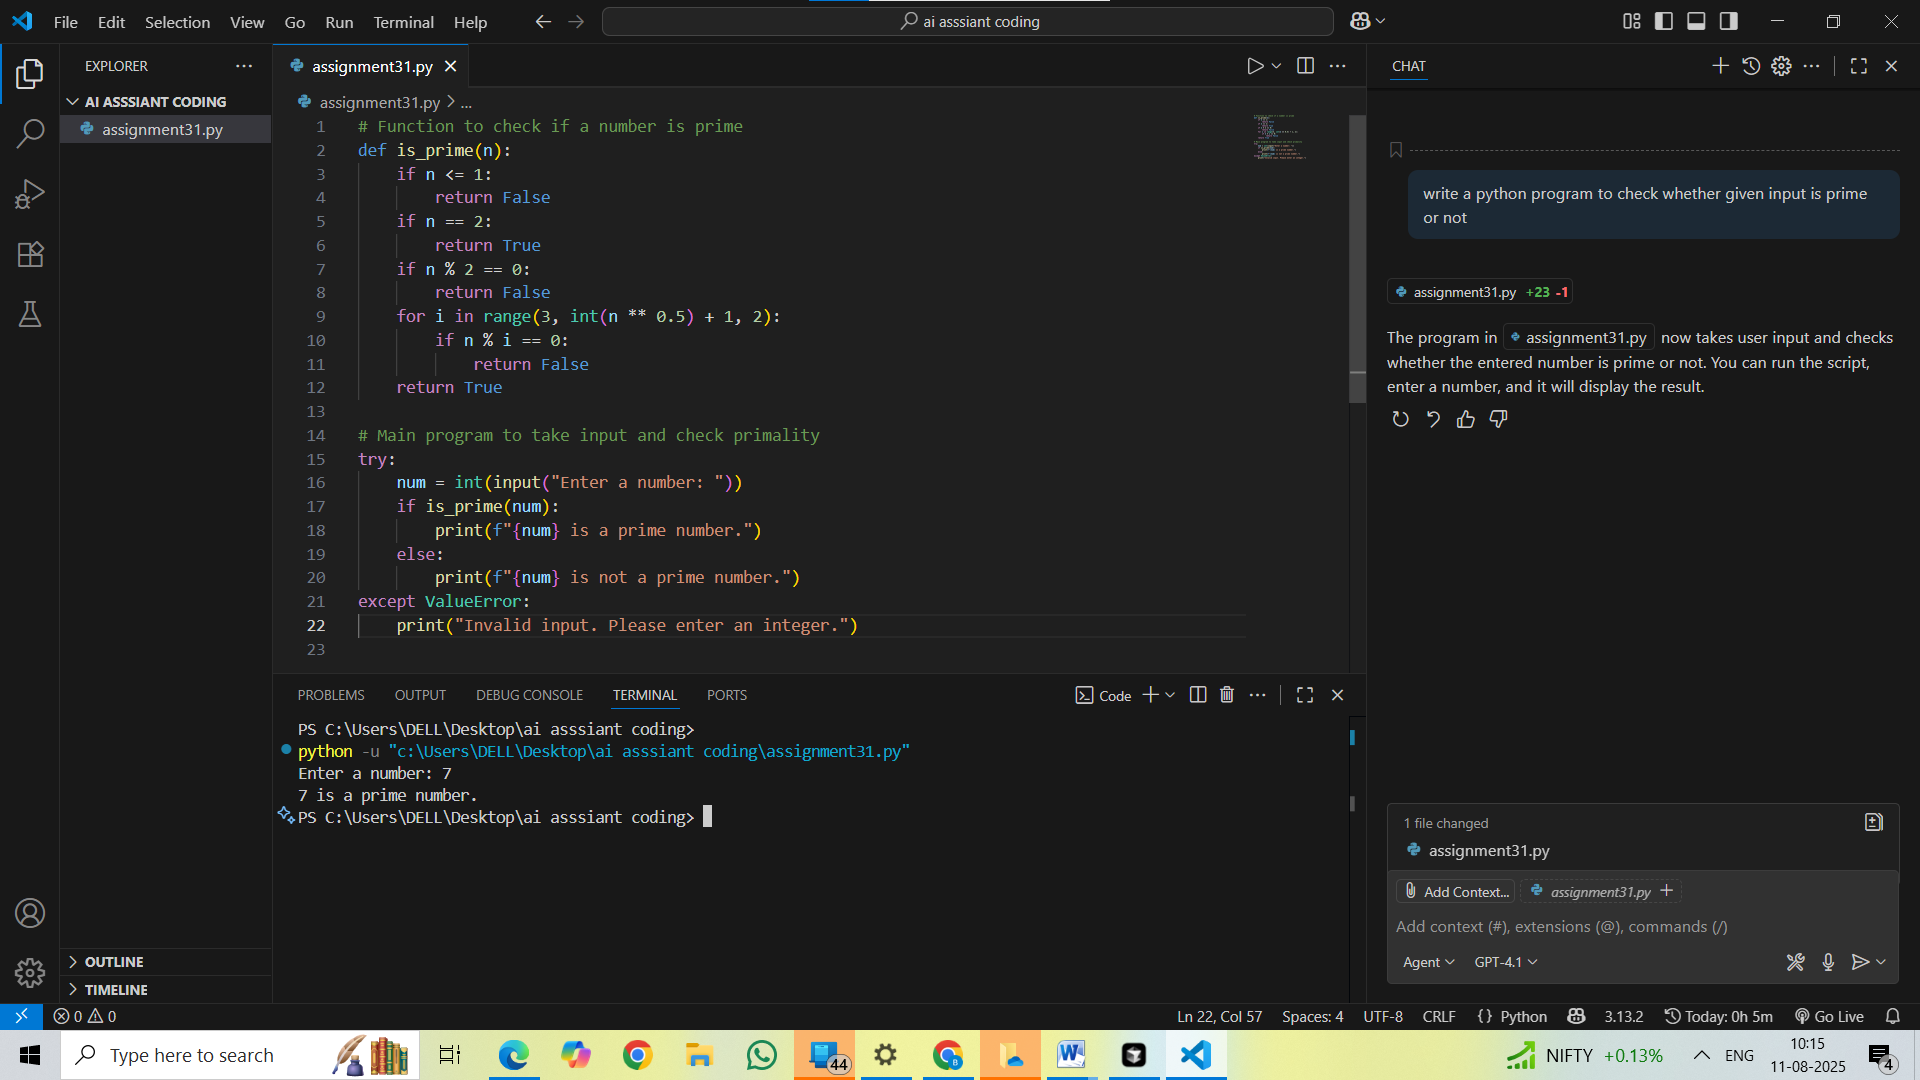 File Edit Selection View Go Run Terminal Help
ai asssiant coding
EXPLORER
AI ASSSIANT CODING
assignment31.py
OUTLINE
TIMELINE
assignment31.py
assignment31.py > ...
1 # Function to check if a number is prime
2 def is_prime(n):
3     if n <= 1:
4         return False
5     if n == 2:
6         return True
7     if n % 2 == 0:
8         return False
9     for i in range(3, int(n ** 0.5) + 1, 2):
10         if n % i == 0:
11             return False
12     return True
13
14 # Main program to take input and check primality
15 try:
16     num = int(input("Enter a number: "))
17     if is_prime(num):
18         print(f"{num} is a prime number.")
19     else:
20         print(f"{num} is not a prime number.")
21 except ValueError:
22     print("Invalid input. Please enter an integer.")
23
PROBLEMS OUTPUT DEBUG CONSOLE TERMINAL PORTS
Code
PS C:\Users\DELL\Desktop\ai asssiant coding>
python -u "c:\Users\DELL\Desktop\ai asssiant coding\assignment31.py"
Enter a number: 7
7 is a prime number.
PS C:\Users\DELL\Desktop\ai asssiant coding>
CHAT
write a python program to check whether given input is prime
or not
assignment31.py +23 -1
The program in assignment31.py now takes user input and checks
whether the entered number is prime or not. You can run the script,
enter a number, and it will display the result.
1 file changed
assignment31.py
Add Context... assignment31.py
Add context (#), extensions (@), commands (/)
Agent GPT-4.1
0 0
Ln 22, Col 57 Spaces: 4 UTF-8 CRLF {} Python 3.13.2 Today: 0h 5m Go Live
Type here to search
44
NIFTY +0.13%
ENG
10:15
11-08-2025
4